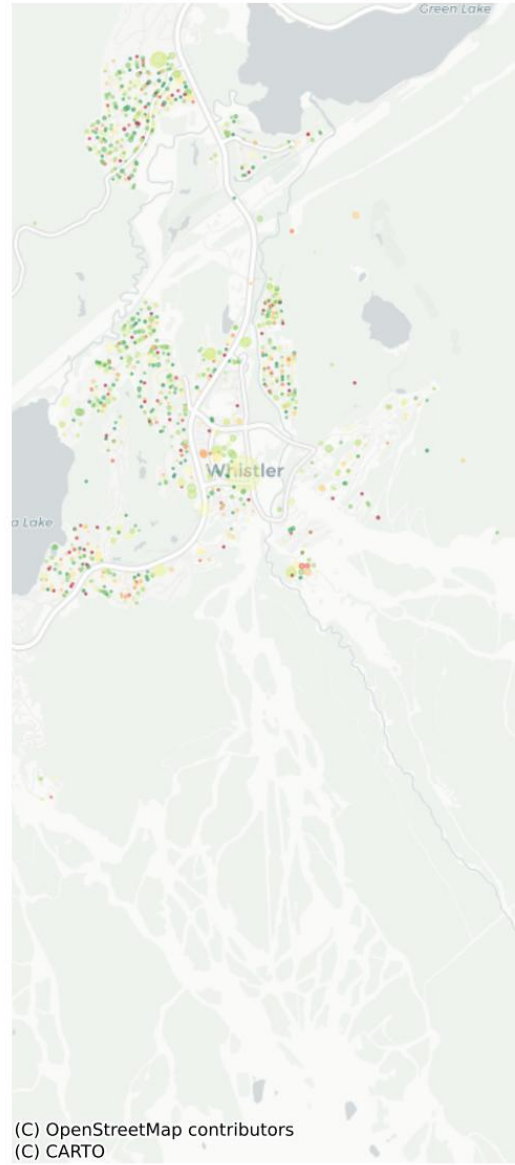 Green Lake
Whistler
a Lake
(C) OpenStreetMap contributors
(C) CARTO